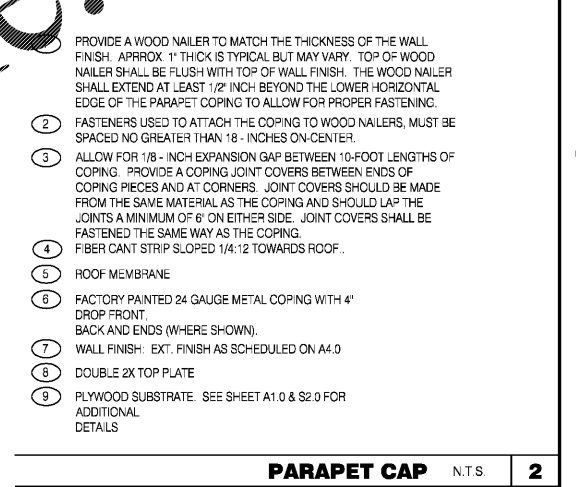 PROVIDE A WOOD NAILER TO MATCH THE THICKNESS OF THE WALL
FINISH. APRROX. 1" THICK IS TYPICAL BUT MAY VARY. TOP OF WOOD
NAILER SHALL BE FLUSH WITH TOP OF WALL FINISH. THE WOOD NAILER
SHALL EXTEND AT LEAST 1/2" INCH BEYOND THE LOWER HORIZONTAL
EDGE OF THE PARAPET COPING TO ALLOW FOR PROPER FASTENING.
2 FASTENERS USED TO ATTACH THE COPING TO WOOD NAILERS, MUST BE
SPACED NO GREATER THAN 18 - INCHES ON-CENTER.
3 ALLOW FOR 1/8 - INCH EXPANSION GAP BETWEEN 10-FOOT LENGTHS OF
COPING. PROVIDE A COPING JOINT COVERS BETWEEN ENDS OF
COPING PIECES AND AT CORNERS. JOINT COVERS SHOULD BE MADE
FROM THE SAME MATERIAL AS THE COPING AND SHOULD LAP THE
JOINTS A MINIMUM OF 6" ON EITHER SIDE. JOINT COVERS SHALL BE
FASTENED THE SAME WAY AS THE COPING.
4 FIBER CANT STRIP SLOPED 1/4:12 TOWARDS ROOF..
5 ROOF MEMBRANE
6 FACTORY PAINTED 24 GAUGE METAL COPING WITH 4"
DROP FRONT,
BACK AND ENDS (WHERE SHOWN).
7 WALL FINISH: EXT. FINISH AS SCHEDULED ON A4.0
8 DOUBLE 2X TOP PLATE
9 PLYWOOD SUBSTRATE. SEE SHEET A1.0 & S2.0 FOR
ADDITIONAL
DETAILS
PARAPET CAP N.T.S. 2